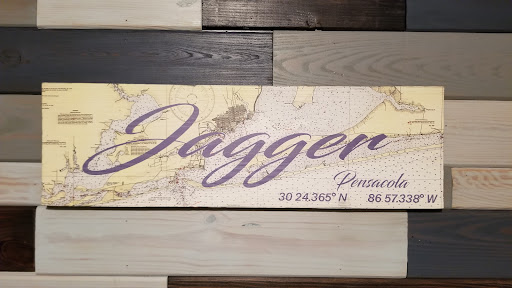 Jagger
Pensacola
30 24.365° N 86 57.338° W